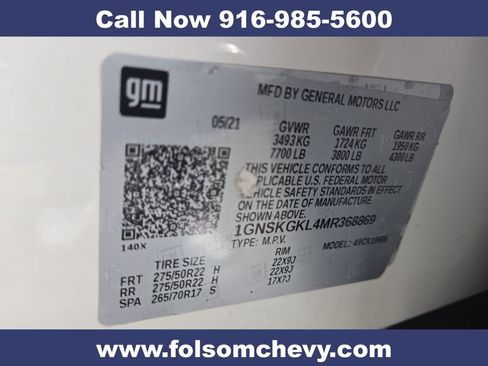 Call Now 916-985-5600
gm
MFD BY GENERAL MOTORS LLC
05/21 GVWR GAWR FRT GAWR RR
3493 KG 1724 KG 1950 KG
7700 LB 3800 LB 4300 LB
THIS VEHICLE CONFORMS TO ALL
APPLICABLE U.S. FEDERAL MOTOR
VEHICLE SAFETY STANDARDS IN EFFECT
ON THE DATE OF MANUFACTURE
1GNSKGKL4MR368869
TYPE: M.P.V. MODEL:
140X
TIRE SIZE RIM
FRT 275/50R22 H 22X9J
RR 275/50R22 H 22X9J
SPA 265/70R17 S 17X7J
www.folsomchevy.com